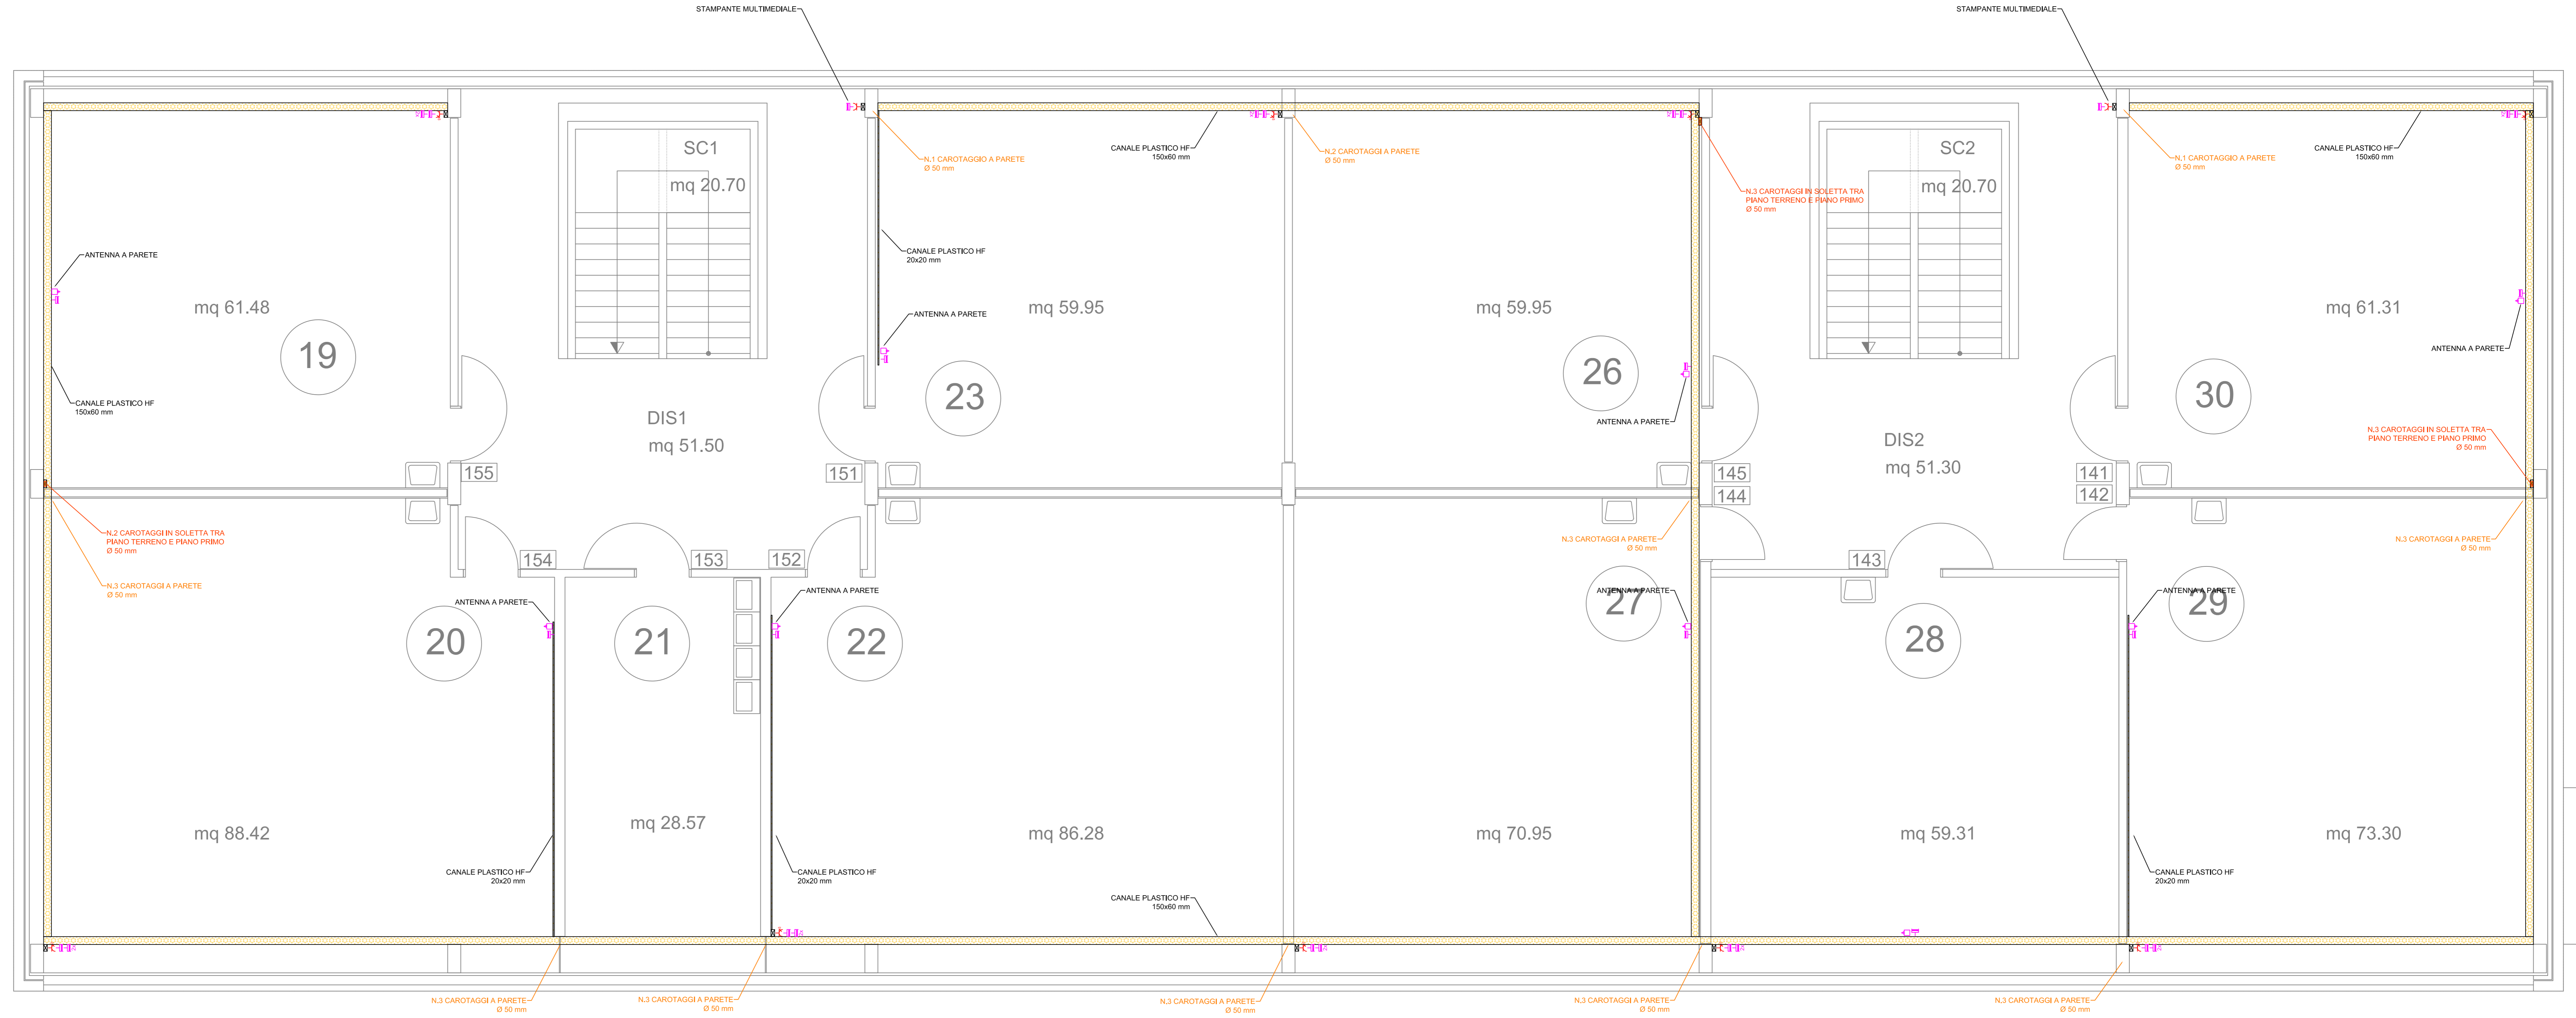 STAMPANTE MULTIMEDIALE
STAMPANTE MULTIMEDIALE
SC1
mq 20.70
CANALE PLASTICO HF
150x60 mm
N.1 CAROTAGGIO A PARETE
Ø 50 mm
N.2 CAROTAGGI A PARETE
Ø 50 mm
SC2
mq 20.70
CANALE PLASTICO HF
150x60 mm
N.1 CAROTAGGIO A PARETE
Ø 50 mm
N.3 CAROTAGGI IN SOLETTA TRA
PIANO TERRENO E PIANO PRIMO
Ø 50 mm
ANTENNA A PARETE
CANALE PLASTICO HF
20x20 mm
mq 61.48
ANTENNA A PARETE
mq 59.95
mq 59.95
mq 61.31
ANTENNA A PARETE
19
23
26
30
CANALE PLASTICO HF
150x60 mm
DIS1
mq 51.50
ANTENNA A PARETE
DIS2
mq 51.30
N.3 CAROTAGGI IN SOLETTA TRA
PIANO TERRENO E PIANO PRIMO
Ø 50 mm
155
151
145
144
141
142
N.2 CAROTAGGI IN SOLETTA TRA
PIANO TERRENO E PIANO PRIMO
Ø 50 mm
N.3 CAROTAGGI A PARETE
Ø 50 mm
N.3 CAROTAGGI A PARETE
Ø 50 mm
154
153
152
143
N.3 CAROTAGGI A PARETE
Ø 50 mm
ANTENNA A PARETE
ANTENNA A PARETE
ANTENNA A PARETE
ANTENNA A PARETE
20
21
22
27
28
29
mq 88.42
mq 28.57
mq 86.28
mq 70.95
mq 59.31
mq 73.30
CANALE PLASTICO HF
20x20 mm
CANALE PLASTICO HF
20x20 mm
CANALE PLASTICO HF
20x20 mm
CANALE PLASTICO HF
150x60 mm
N.3 CAROTAGGI A PARETE
Ø 50 mm
N.3 CAROTAGGI A PARETE
Ø 50 mm
N.3 CAROTAGGI A PARETE
Ø 50 mm
N.3 CAROTAGGI A PARETE
Ø 50 mm
N.3 CAROTAGGI A PARETE
Ø 50 mm